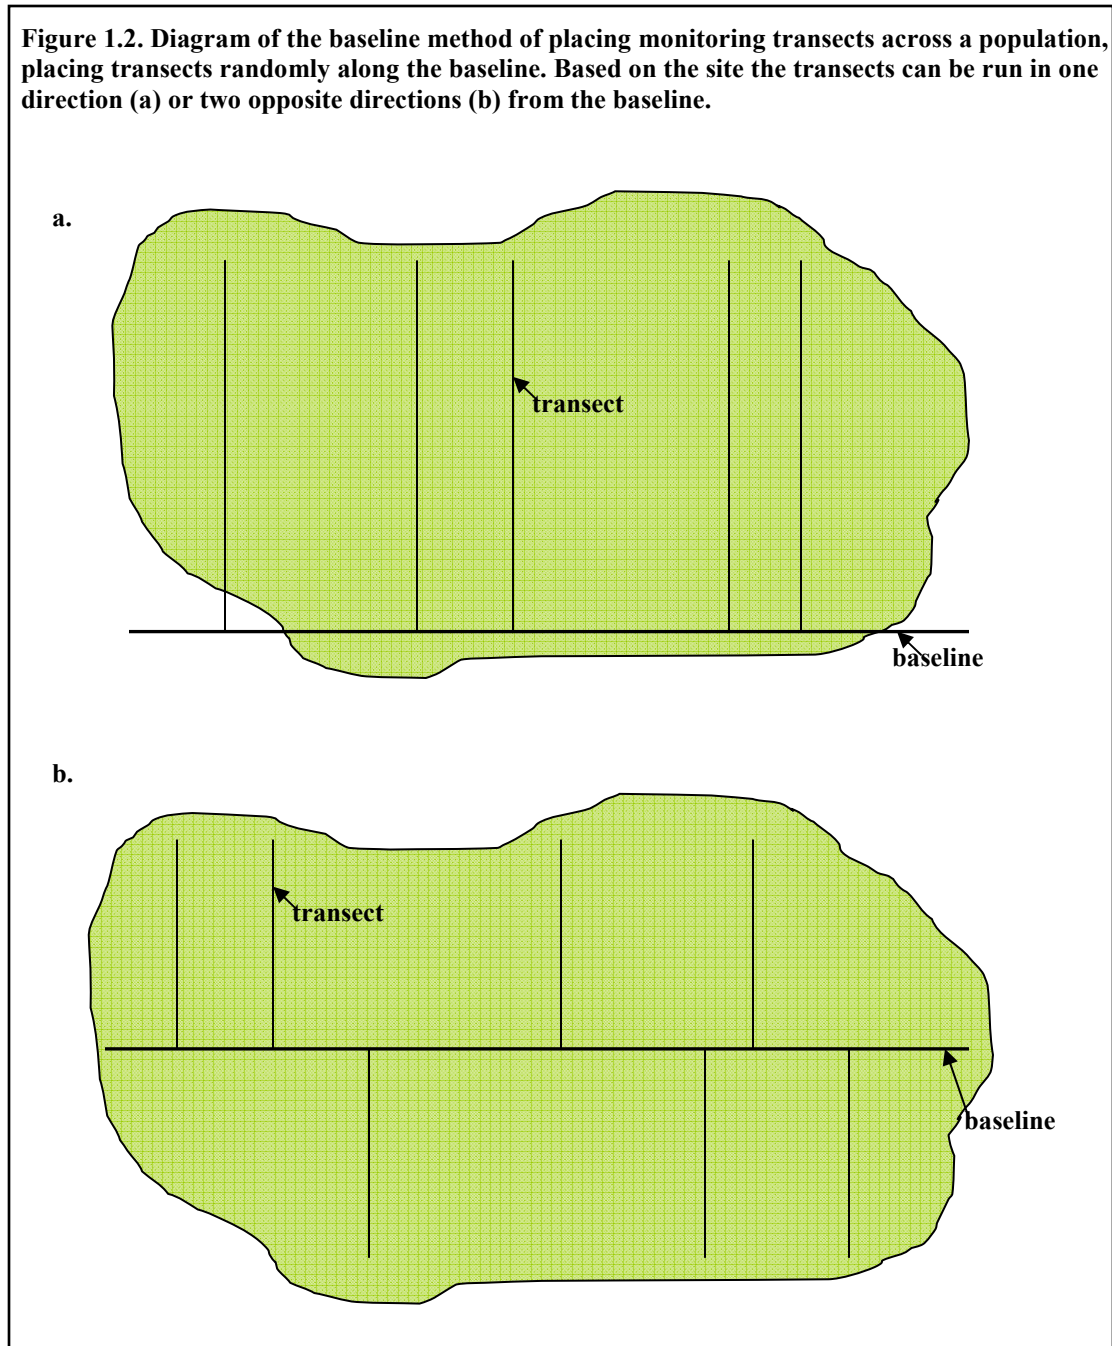 Figure 1.2. Diagram of the baseline method of placing monitoring transects across a population,
placing transects randomly along the baseline. Based on the site the transects can be run in one
direction (a) or two opposite directions (b) from the baseline.
a.
transect
baseline
b.
transect
baseline